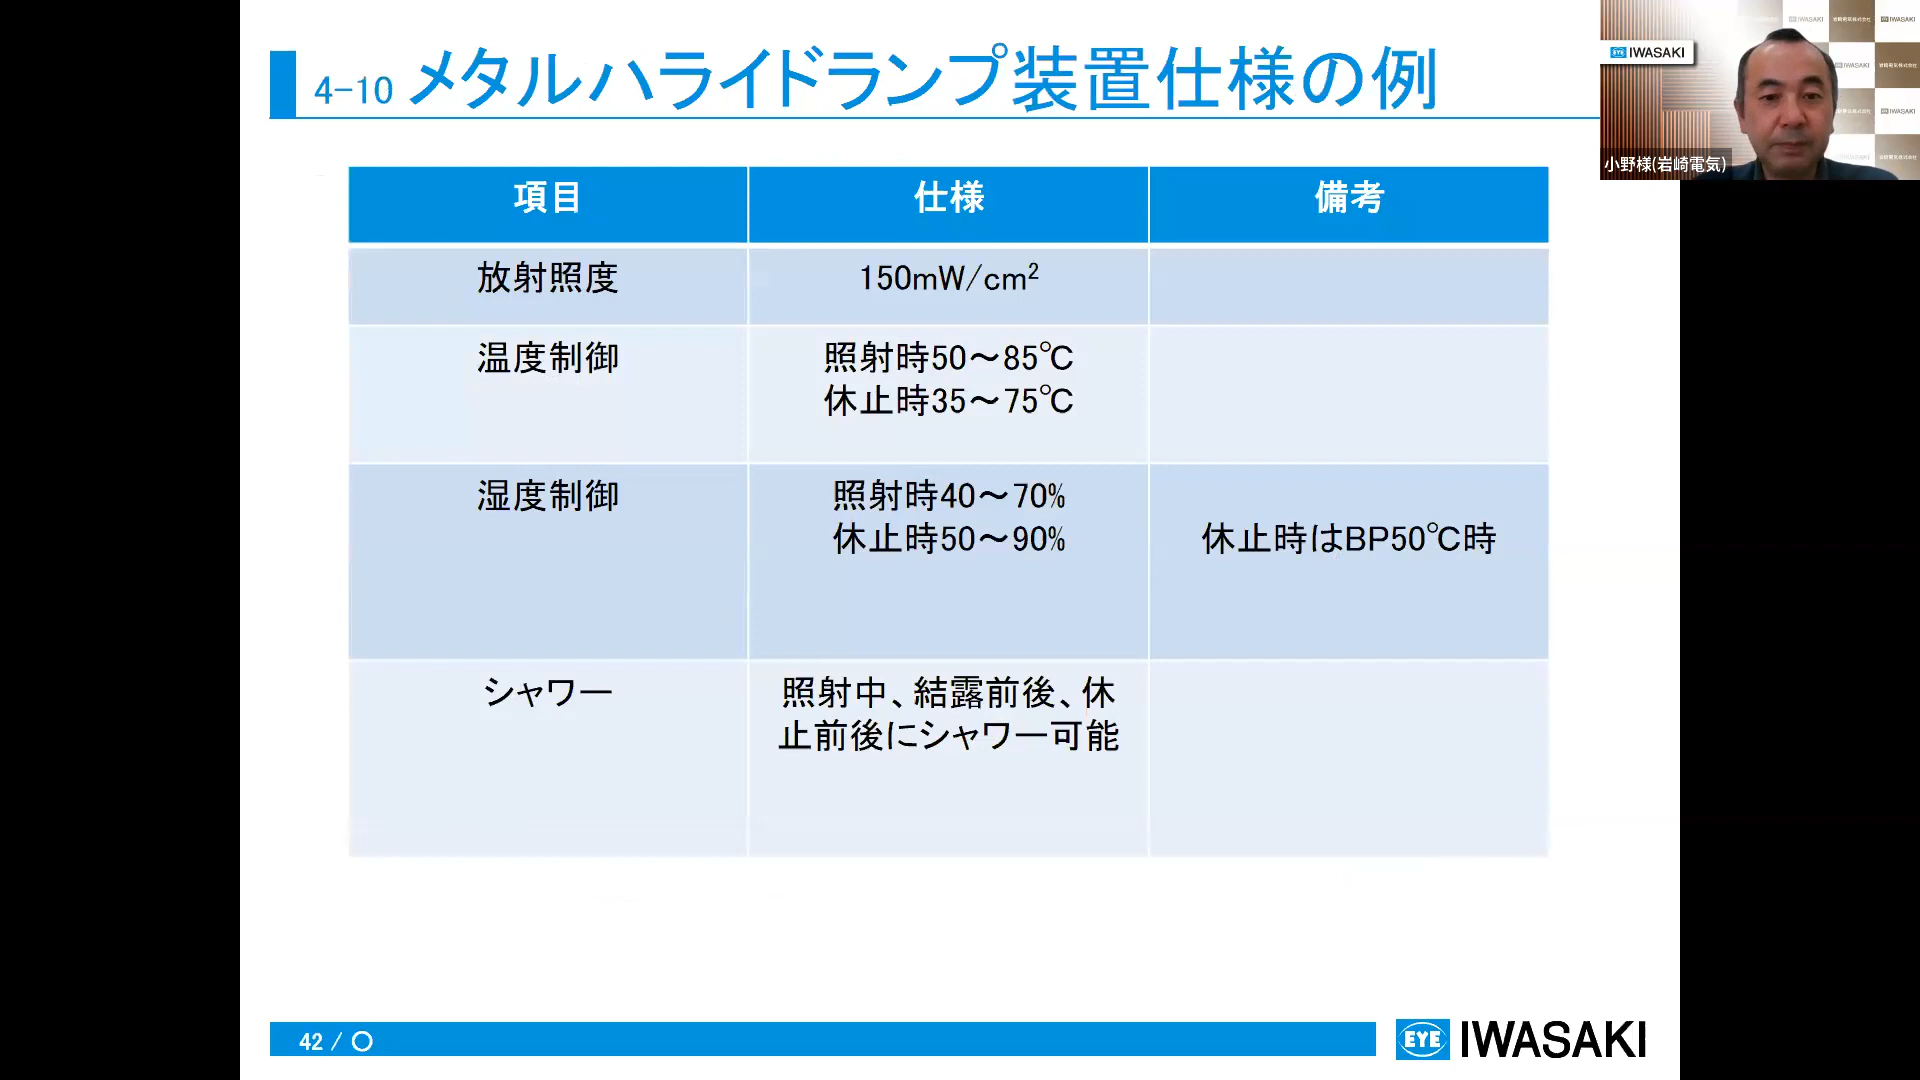 4-10 メタルハライドランプ装置仕様の例
IWASAKI
EYE IWASAKI
小野様(岩崎電気)
項目 仕様 備考
放射照度 150mW/cm²
温度制御 照射時50～85℃
休止時35～75℃
湿度制御 照射時40～70%
休止時50～90% 休止時はBP50℃時
シャワー 照射中、結露前後、休
止前後にシャワー可能
42 / 〇
EYE IWASAKI